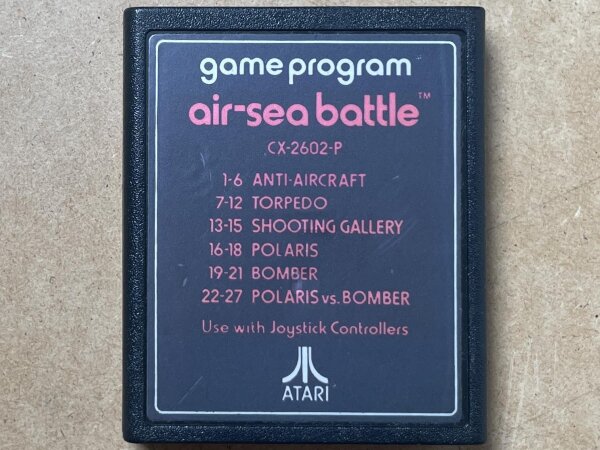 game program
air-sea battle™
CX-2602-P
1-6 ANTI-AIRCRAFT
7-12 TORPEDO
13-15 SHOOTING GALLERY
16-18 POLARIS
19-21 BOMBER
22-27 POLARIS vs. BOMBER
Use with Joystick Controllers
ATARI